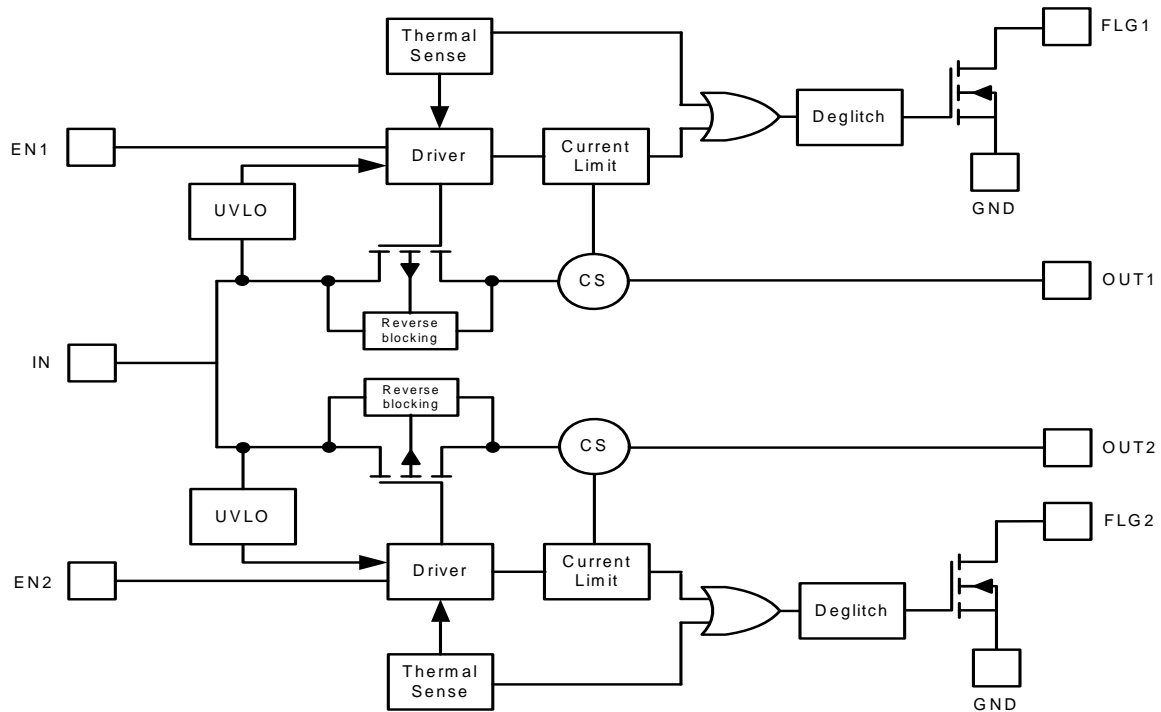 Thermal
Sense
FLG1
Deglitch
EN1
Driver
Current
Limit
GND
UVLO
CS
OUT1
Reverse
blocking
IN
Reverse
blocking
CS
OUT2
UVLO
FLG2
EN2
Driver
Current
Limit
Deglitch
Thermal
Sense
GND